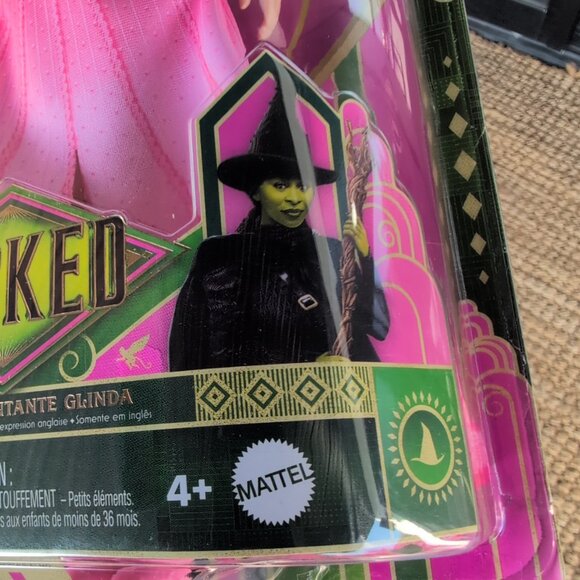 KED
ITANTE GLINDA
expression anglaise ♦ Somente em inglês
N :
TOUFFEMENT – Petits éléments.
s aux enfants de moins de 36 mois.
4+
MATTEL